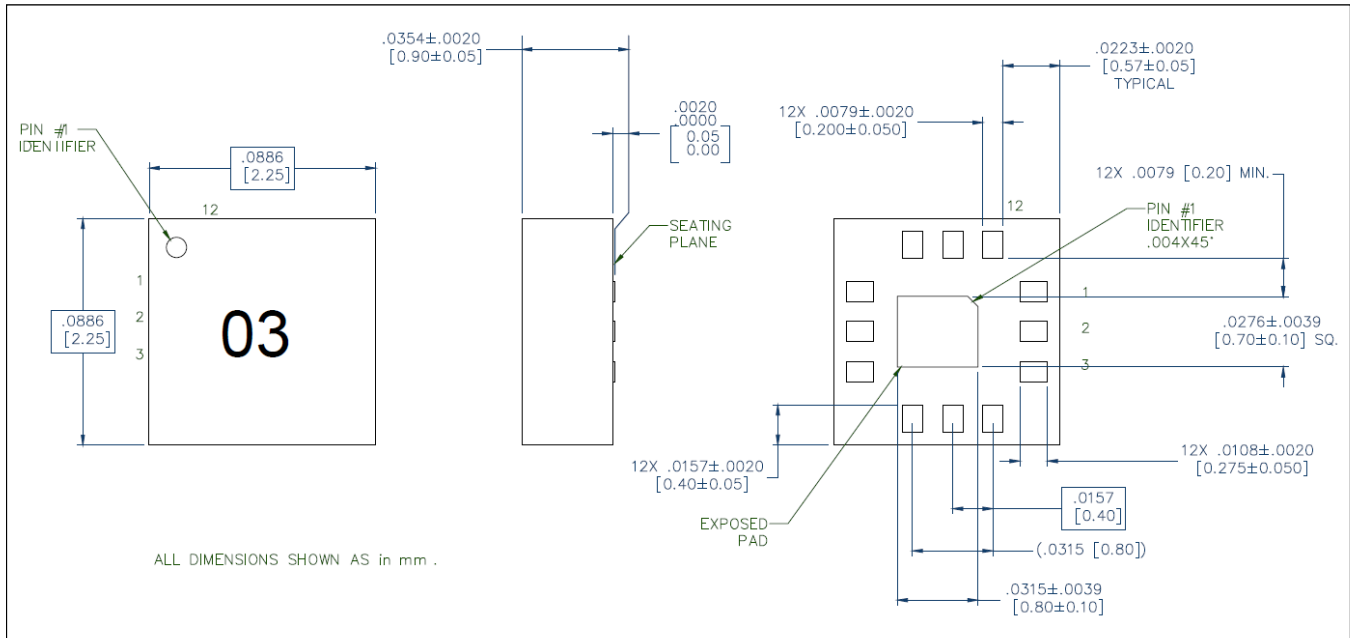 PIN #1
IDENTIFIER
.0886
[2.25]
12
1
2
3
.0886
[2.25]
03
ALL DIMENSIONS SHOWN AS in mm .
.0354±.0020
[0.90±0.05]
.0020
.0000
[0.05
0.00]
SEATING
PLANE
.0223±.0020
[0.57±0.05]
TYPICAL
12X .0079±.0020
[0.200±0.050]
12X .0079 [0.20] MIN.
12
PIN #1
IDENTIFIER
.004X45°
1
2
3
.0276±.0039
[0.70±0.10] SQ.
12X .0157±.0020
[0.40±0.05]
12X .0108±.0020
[0.275±0.050]
.0157
[0.40]
EXPOSED
PAD
(.0315 [0.80])
.0315±.0039
[0.80±0.10]